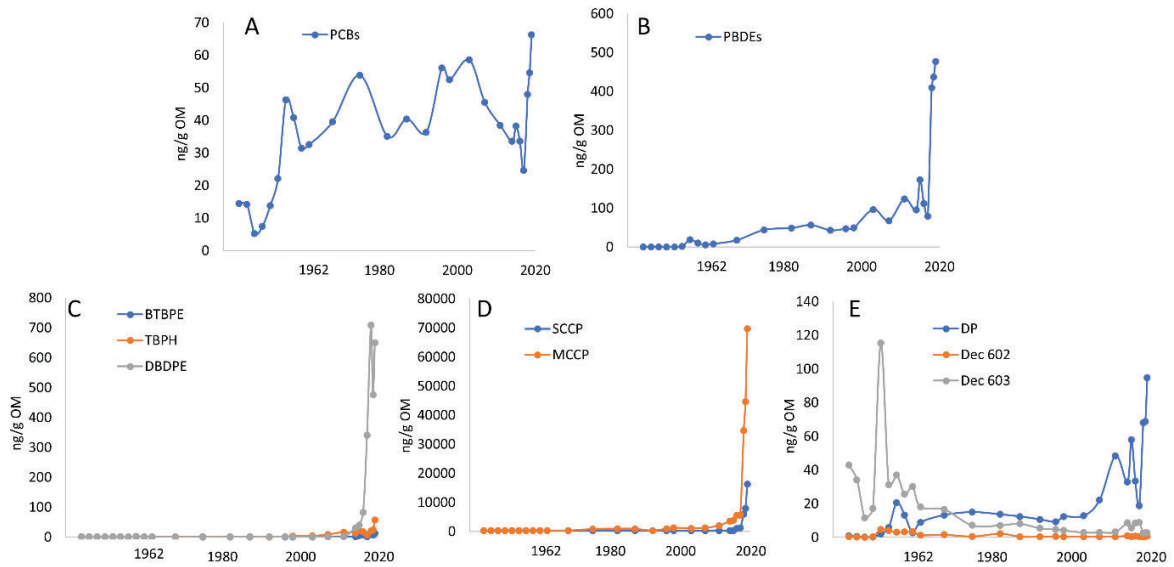 A
PCBs
ng/g OM
70
60
50
40
30
20
10
0
1962 1980 2000 2020
B
PBDEs
ng/g OM
600
500
400
300
200
100
0
1962 1980 2000 2020
C
BTBPE
TBPH
DBDPE
ng/g OM
800
700
600
500
400
300
200
100
0
1962 1980 2000 2020
D
SCCP
MCCP
ng/g OM
80000
70000
60000
50000
40000
30000
20000
10000
0
1962 1980 2000 2020
E
DP
Dec 602
Dec 603
ng/g OM
140
120
100
80
60
40
20
0
1962 1980 2000 2020